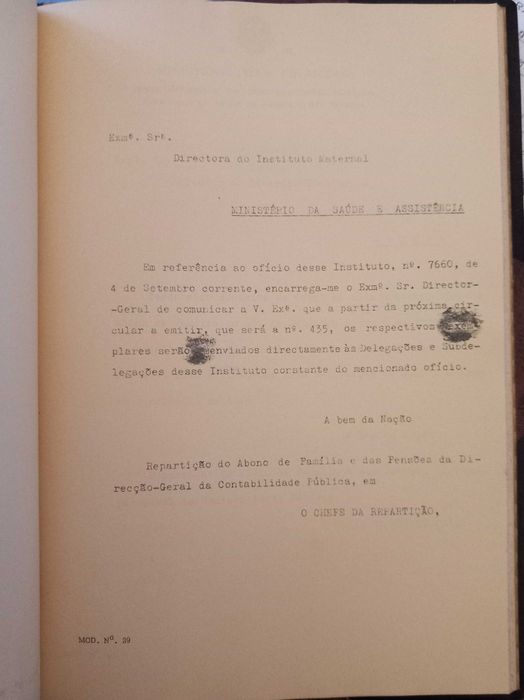 Exmª. Srª.
Directora do Instituto Maternal
MINISTÉRIO DA SAÚDE E ASSISTÊNCIA
Em referência ao ofício desse Instituto, nº. 7660, de
4 de Setembro corrente, encarrega-me o Exmº. Sr. Director-
-Geral de comunicar a V. Exª. que a partir da próxima cir-
cular a emitir, que será a nº. 435, os respectivos exem-
plares serão enviados directamente às Delegações e Subde-
legações desse Instituto constante do mencionado ofício.
A bem da Nação
Repartição do Abono de Família e das Pensões da Di-
recção-Geral da Contabilidade Pública, em
O CHEFE DA REPARTIÇÃO,
MOD. Nº. 39